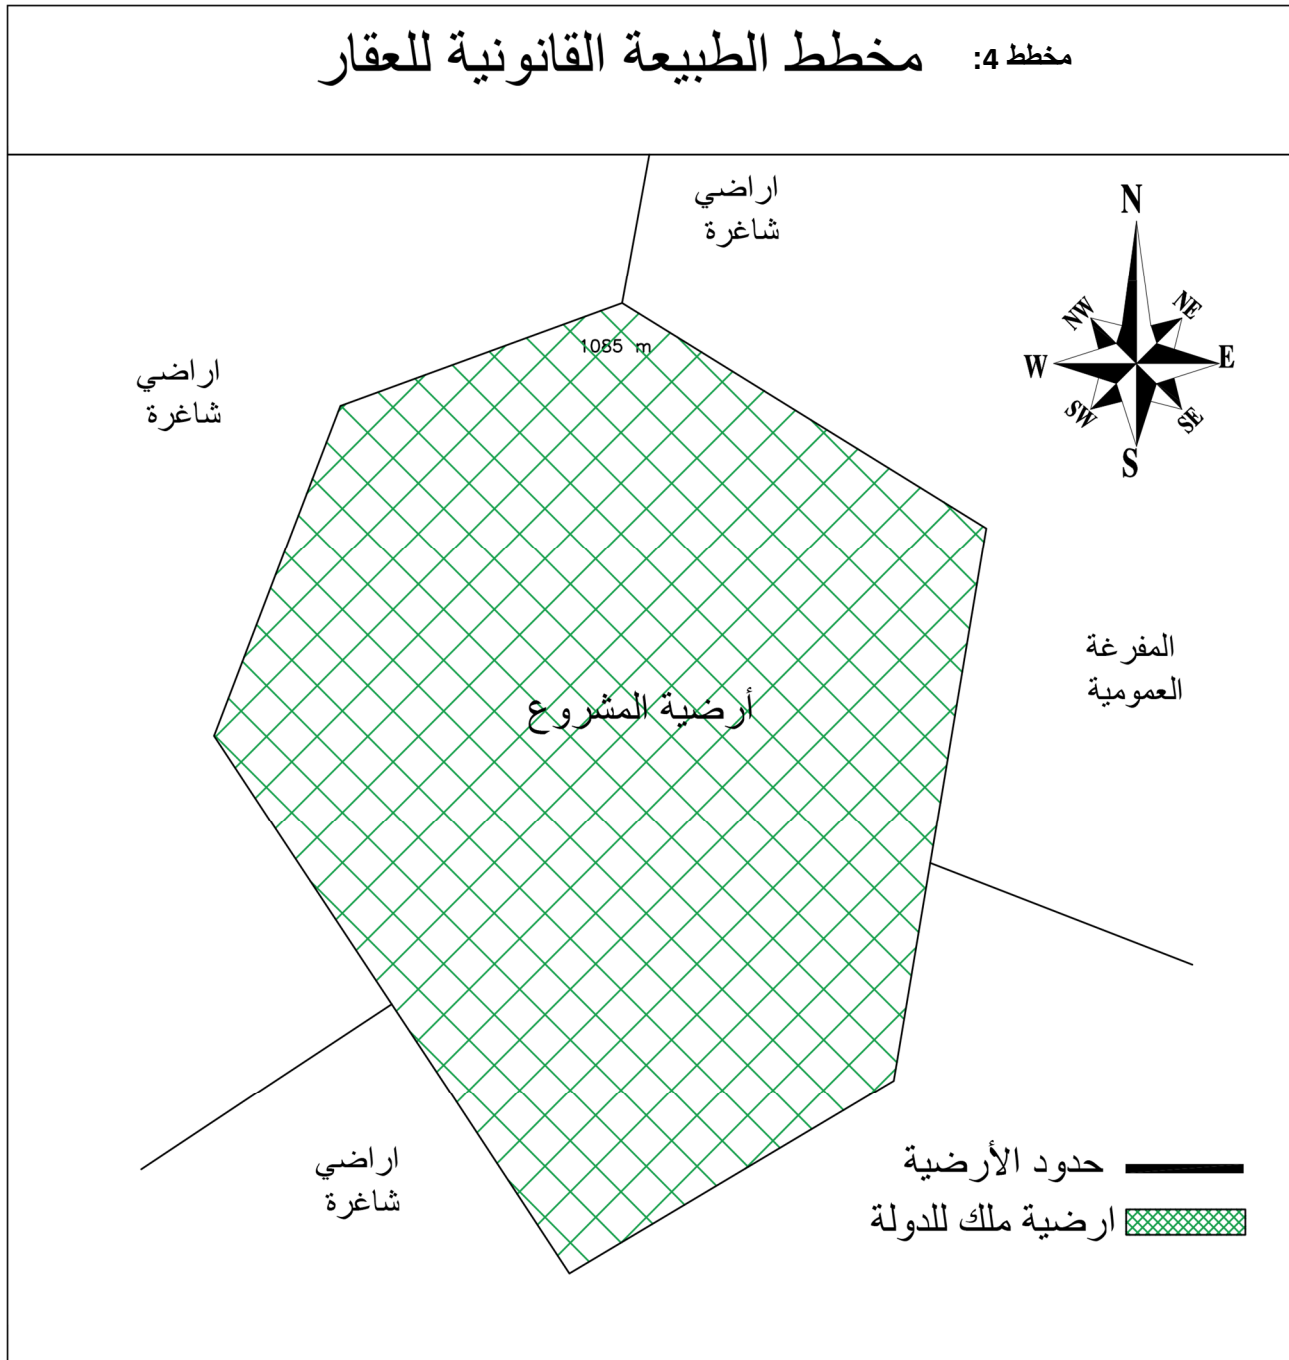 مخطط 4: مخطط الطبيعة القانونية للعقار
اراضي
شاغرة
N
NW
NE
W
E
SW
SE
S
1085 m
اراضي
شاغرة
المفرغة
العمومية
أرضية المشروع
اراضي
شاغرة
حدود الأرضية
ارضية ملك للدولة